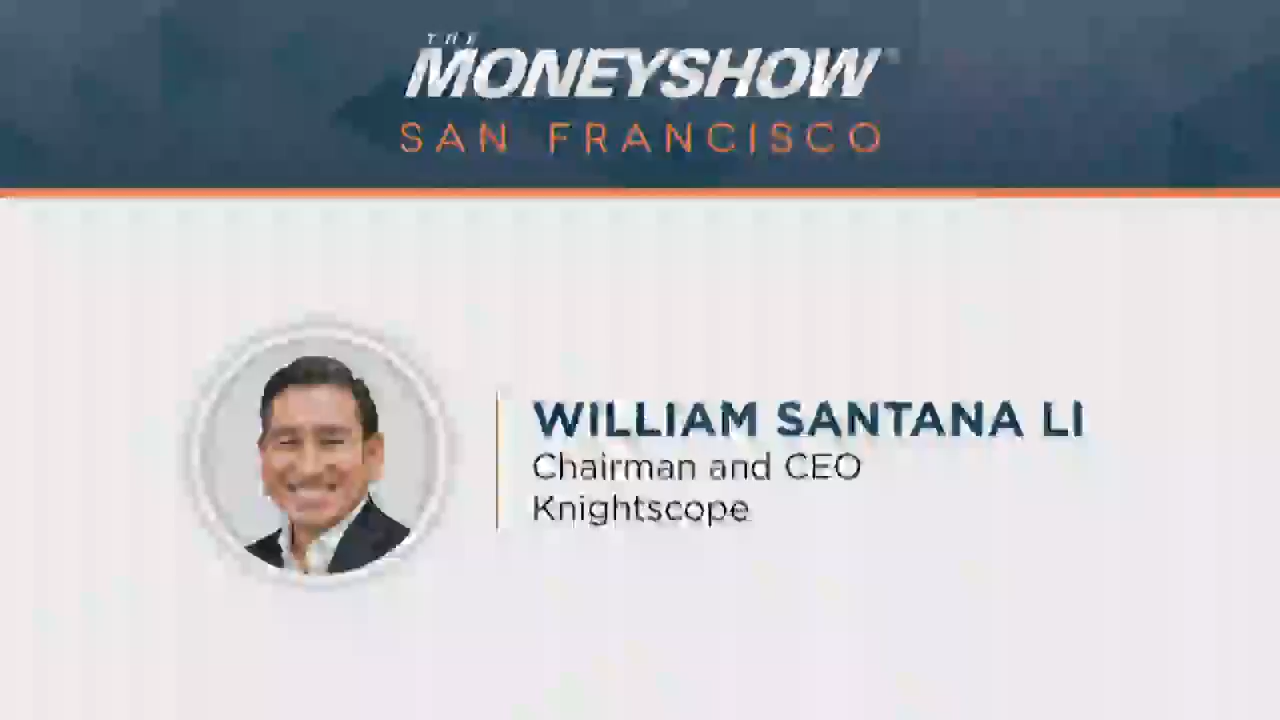 THE
MONEYSHOW
SAN FRANCISCO
WILLIAM SANTANA LI
Chairman and CEO
Knightscope